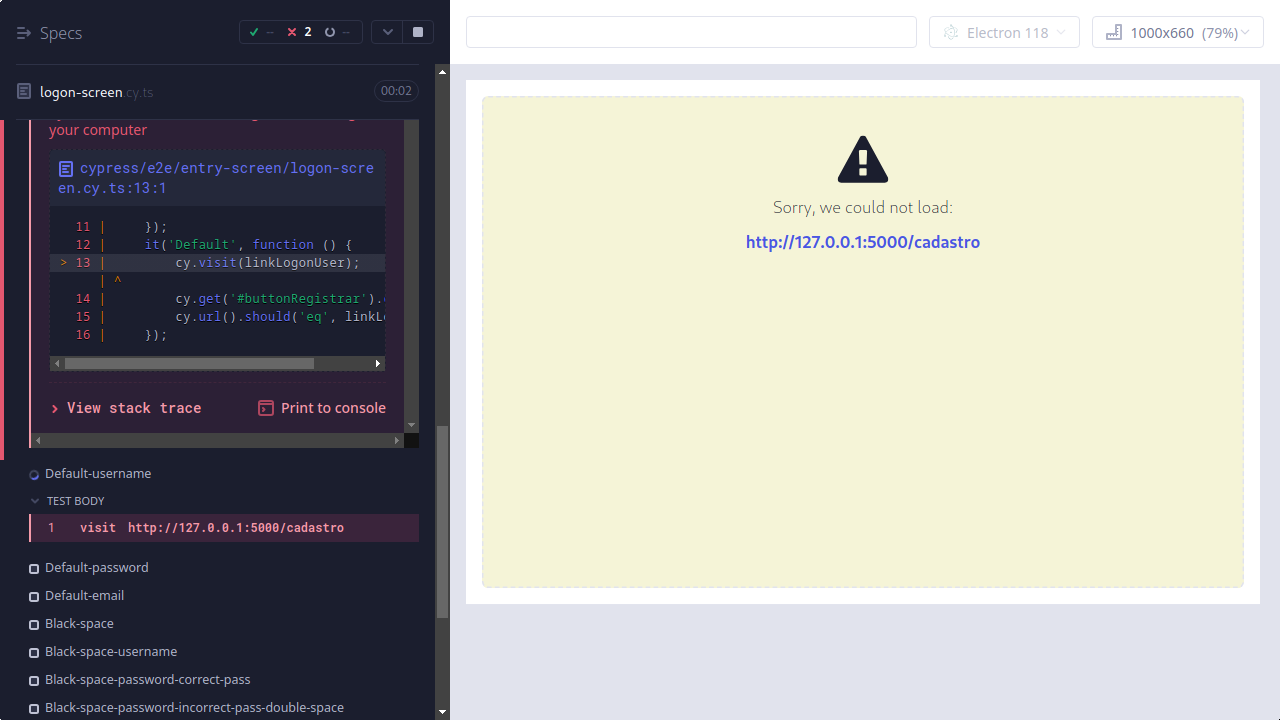 Specs
--
2
--
Electron 118
1000x660 (79%)
logon-screen.cy.ts
00:02
your computer
cypress/e2e/entry-screen/logon-scre
en.cy.ts:13:1
11 | });
12 | it('Default', function () {
> 13 | cy.visit(linkLogonUser);
| ^
14 | cy.get('#buttonRegistrar').
15 | cy.url().should('eq', linkL
16 | });
View stack trace
Print to console
Default-username
TEST BODY
1 visit http://127.0.0.1:5000/cadastro
Default-password
Default-email
Black-space
Black-space-username
Black-space-password-correct-pass
Black-space-password-incorrect-pass-double-space
Sorry, we could not load:
http://127.0.0.1:5000/cadastro